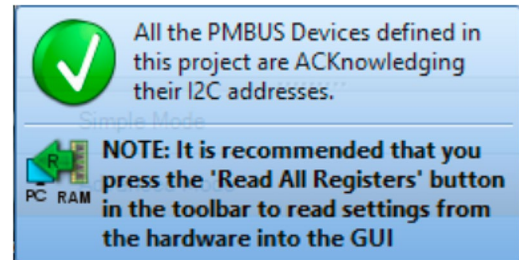 All the PMBUS Devices defined in
this project are ACKnowledging
their I2C addresses.
Simple Mode
NOTE: It is recommended that you
press the 'Read All Registers' button
in the toolbar to read settings from
the hardware into the GUI
R
PC RAM